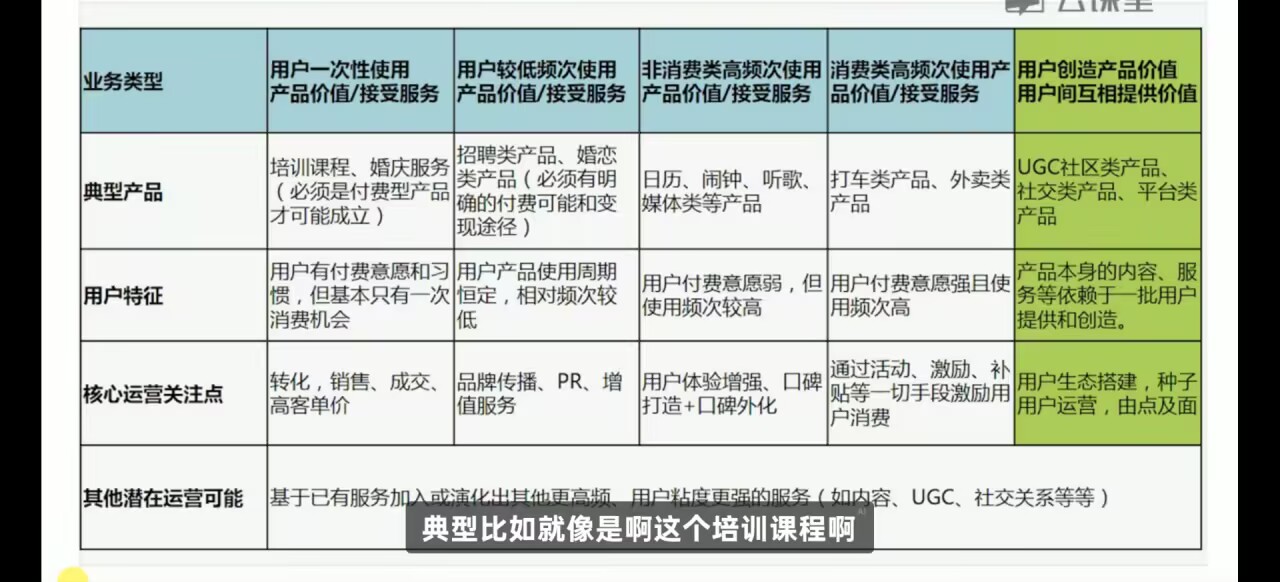 云课堂
业务类型
用户一次性使用
产品价值/接受服务
用户较低频次使用
产品价值/接受服务
非消费类高频次使用
产品价值/接受服务
消费类高频次使用产
品价值/接受服务
用户创造产品价值
用户间互相提供价值
典型产品
培训课程、婚庆服务
（必须是付费型产品
才可能成立）
招聘类产品、婚恋
类产品（必须有明
确的付费可能和变
现途径）
日历、闹钟、听歌、
媒体类等产品
打车类产品、外卖类
产品
UGC社区类产品、
社交类产品、平台类
产品
用户特征
用户有付费意愿和习
惯，但基本只有一次
消费机会
用户产品使用周期
恒定，相对频次较
低
用户付费意愿弱，但
使用频次较高
用户付费意愿强且使
用频次高
产品本身的内容、服
务等依赖于一批用户
提供和创造。
核心运营关注点
转化，销售、成交、
高客单价
品牌传播、PR、增
值服务
用户体验增强、口碑
打造+口碑外化
通过活动、激励、补
贴等一切手段激励用
户消费
用户生态搭建，种子
用户运营，由点及面
其他潜在运营可能
基于已有服务加入或演化出其他更高频、用户粘度更强的服务（如内容、UGC、社交关系等等）
典型比如就像是啊这个培训课程啊
AI